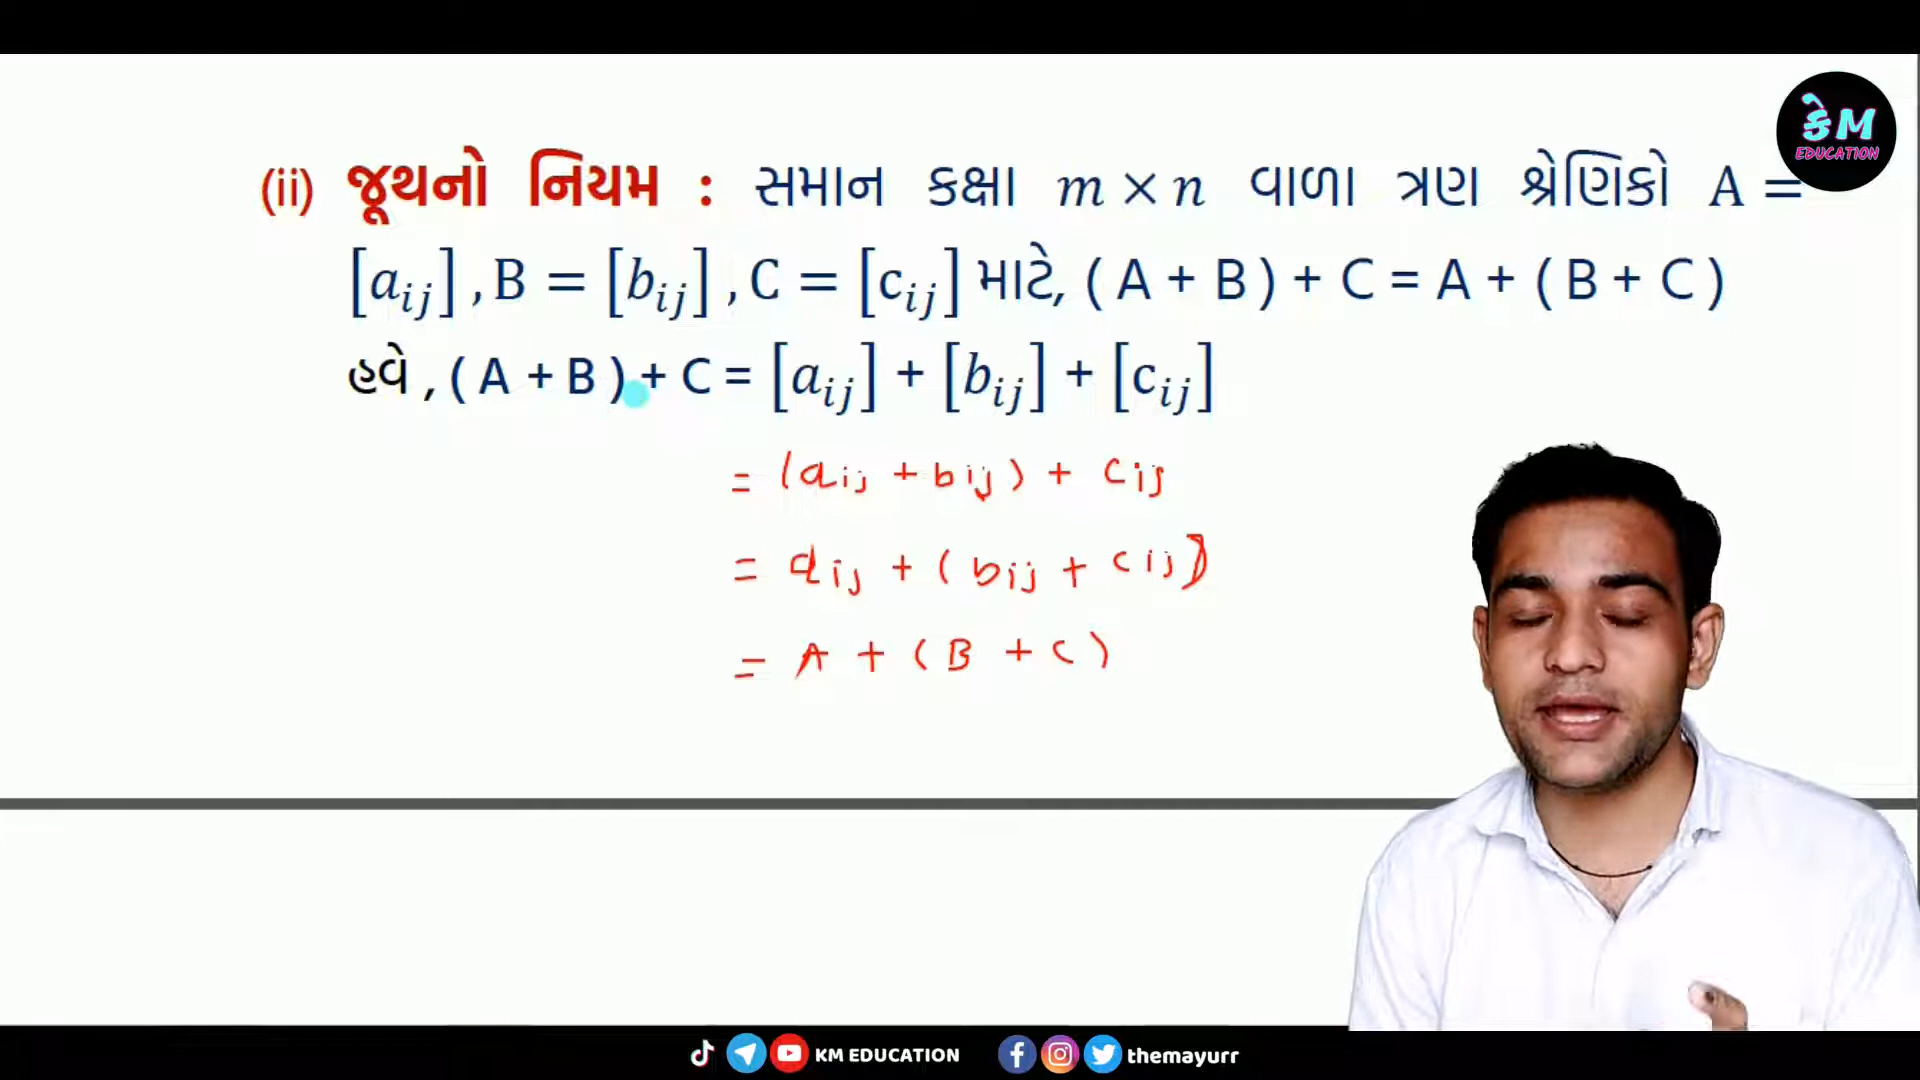 કેM
EDUCATION
(ii) જૂથનો નિયમ : સમાન કક્ષા m × n વાળા ત્રણ શ્રેણિકો A =
[aᵢⱼ] , B = [bᵢⱼ] , C = [cᵢⱼ] માટે, ( A + B ) + C = A + ( B + C )
હવે , ( A + B ) + C = [aᵢⱼ] + [bᵢⱼ] + [cᵢⱼ]
= (aᵢⱼ + bᵢⱼ) + cᵢⱼ
= aᵢⱼ + ( bᵢⱼ + cᵢⱼ)
= A + ( B + C )
KM EDUCATION themayurr